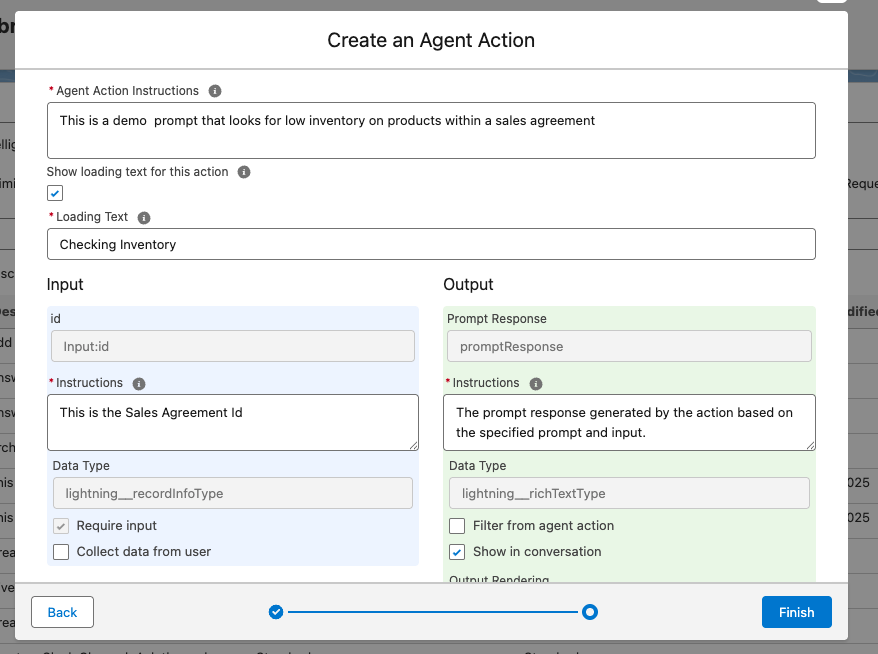 Create an Agent Action
* Agent Action Instructions
This is a demo  prompt that looks for low inventory on products within a sales agreement
Show loading text for this action
* Loading Text
Checking Inventory
Input
Output
id
Input:id
* Instructions
This is the Sales Agreement Id
Data Type
lightning__recordInfoType
Require input
Collect data from user
Prompt Response
promptResponse
* Instructions
The prompt response generated by the action based on
the specified prompt and input.
Data Type
lightning__richTextType
Filter from agent action
Show in conversation
Output Rendering
Back
Finish
025
025